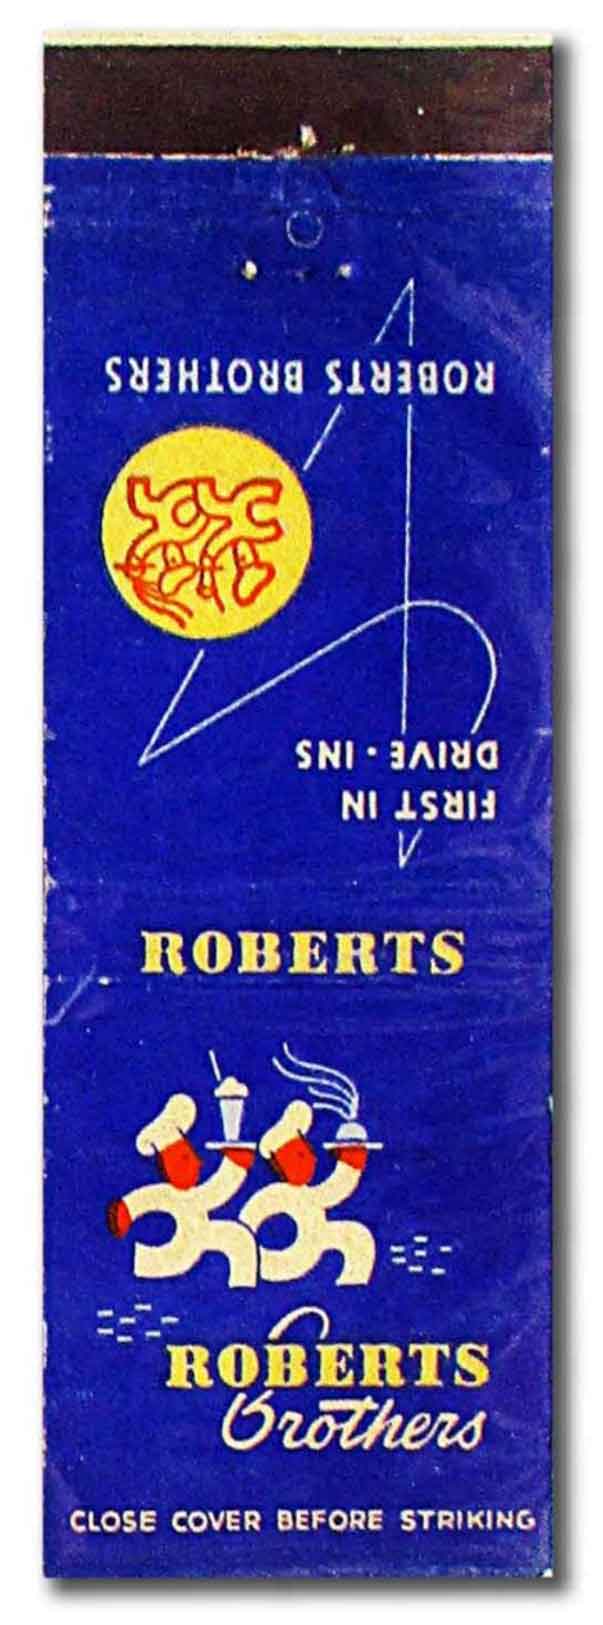 ROBERTS BROTHERS
FIRST IN
DRIVE-INS
ROBERTS
ROBERTS
Brothers
CLOSE COVER BEFORE STRIKING